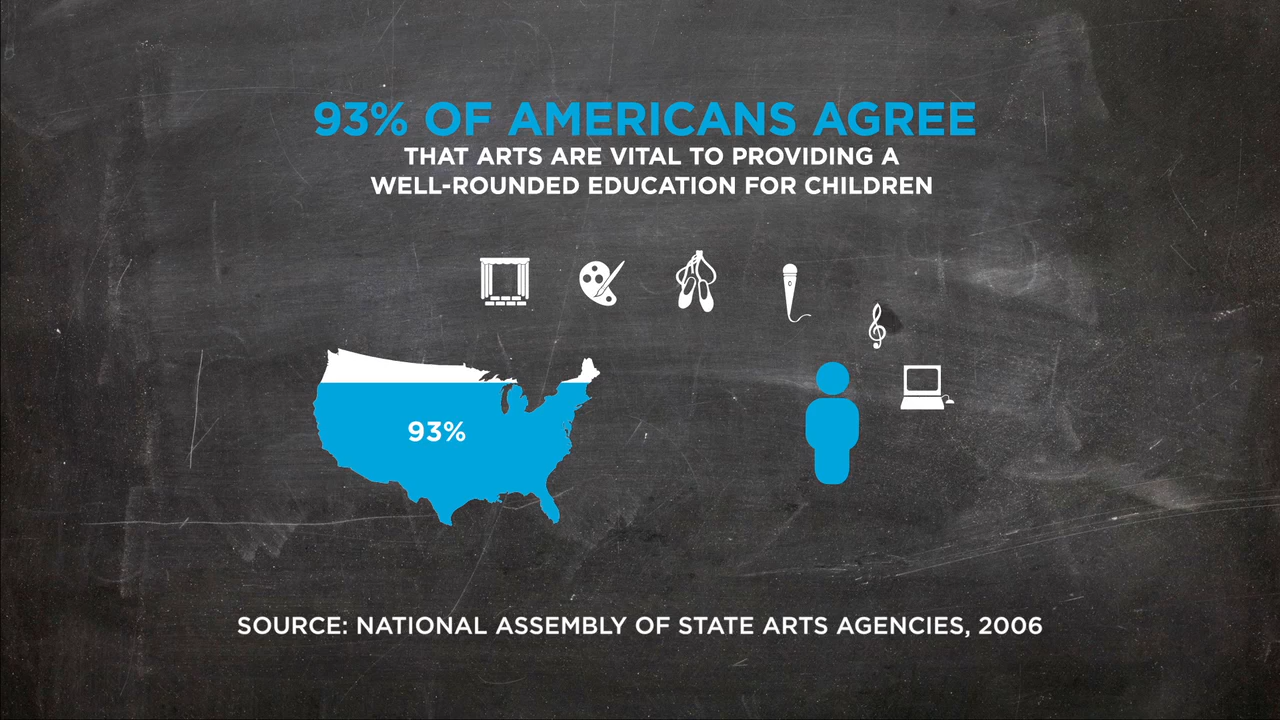 93% OF AMERICANS AGREE
THAT ARTS ARE VITAL TO PROVIDING A
WELL-ROUNDED EDUCATION FOR CHILDREN
93%
SOURCE: NATIONAL ASSEMBLY OF STATE ARTS AGENCIES, 2006